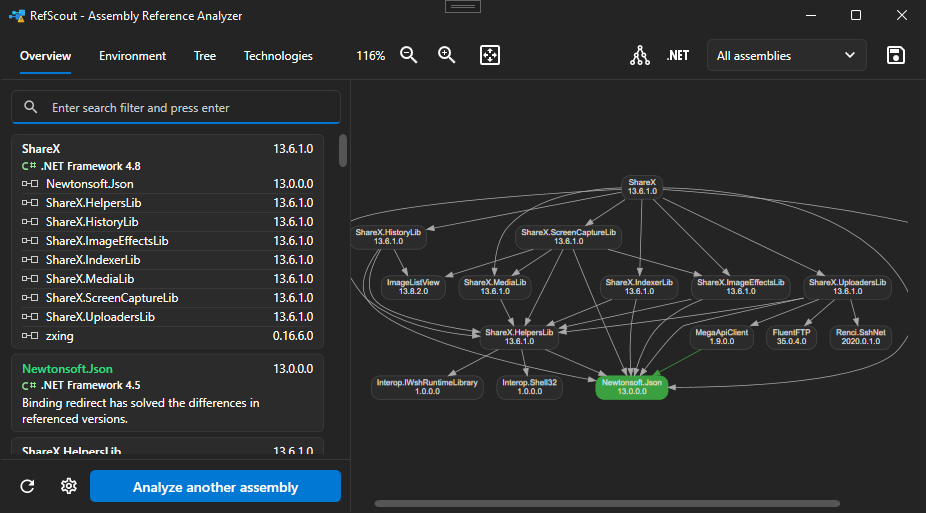 RefScout - Assembly Reference Analyzer
Overview Environment Tree Technologies 116% .NET All assemblies
Enter search filter and press enter
ShareX 13.6.1.0
C# .NET Framework 4.8
NewtonSoft.Json 13.0.0.0
ShareX.HelpersLib 13.6.1.0
ShareX.HistoryLib 13.6.1.0
ShareX.ImageEffectsLib 13.6.1.0
ShareX.IndexerLib 13.6.1.0
ShareX.MediaLib 13.6.1.0
ShareX.ScreenCaptureLib 13.6.1.0
ShareX.UploadersLib 13.6.1.0
zxing 0.16.6.0
Newtonsoft.Json 13.0.0.0
C# .NET Framework 4.5
Binding redirect has solved the differences in
referenced versions.
ShareX.HelpersLib 13.6.1.0
Analyze another assembly
ShareX
13.6.1.0
ShareX.HistoryLib
13.6.1.0
ShareX.ScreenCaptureLib
13.6.1.0
ImageListView
13.8.2.0
ShareX.MediaLib
13.6.1.0
ShareX.IndexerLib
13.6.1.0
ShareX.ImageEffectsLib
13.6.1.0
ShareX.UploadersLib
13.6.1.0
ShareX.HelpersLib
13.6.1.0
MegaApiClient
1.9.0.0
FluentFTP
35.0.4.0
Renci.SshNet
2020.0.1.0
Interop.IWshRuntimeLibrary
1.0.0.0
Interop.Shell32
1.0.0.0
Newtonsoft.Json
13.0.0.0